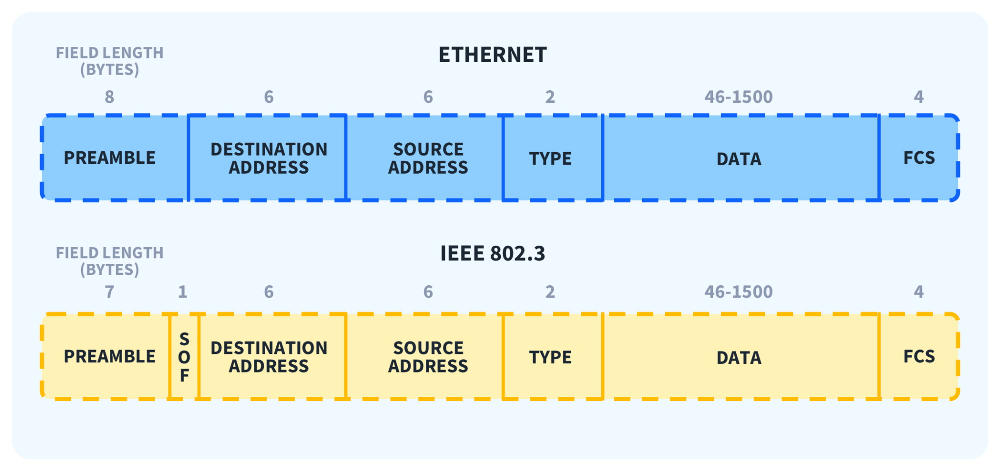 FIELD LENGTH
(BYTES)
ETHERNET
8 6 6 2 46-1500 4
PREAMBLE
DESTINATION
ADDRESS
SOURCE
ADDRESS
TYPE
DATA
FCS
FIELD LENGTH
(BYTES)
IEEE 802.3
7 1 6 6 2 46-1500 4
PREAMBLE
S
O
F
DESTINATION
ADDRESS
SOURCE
ADDRESS
TYPE
DATA
FCS